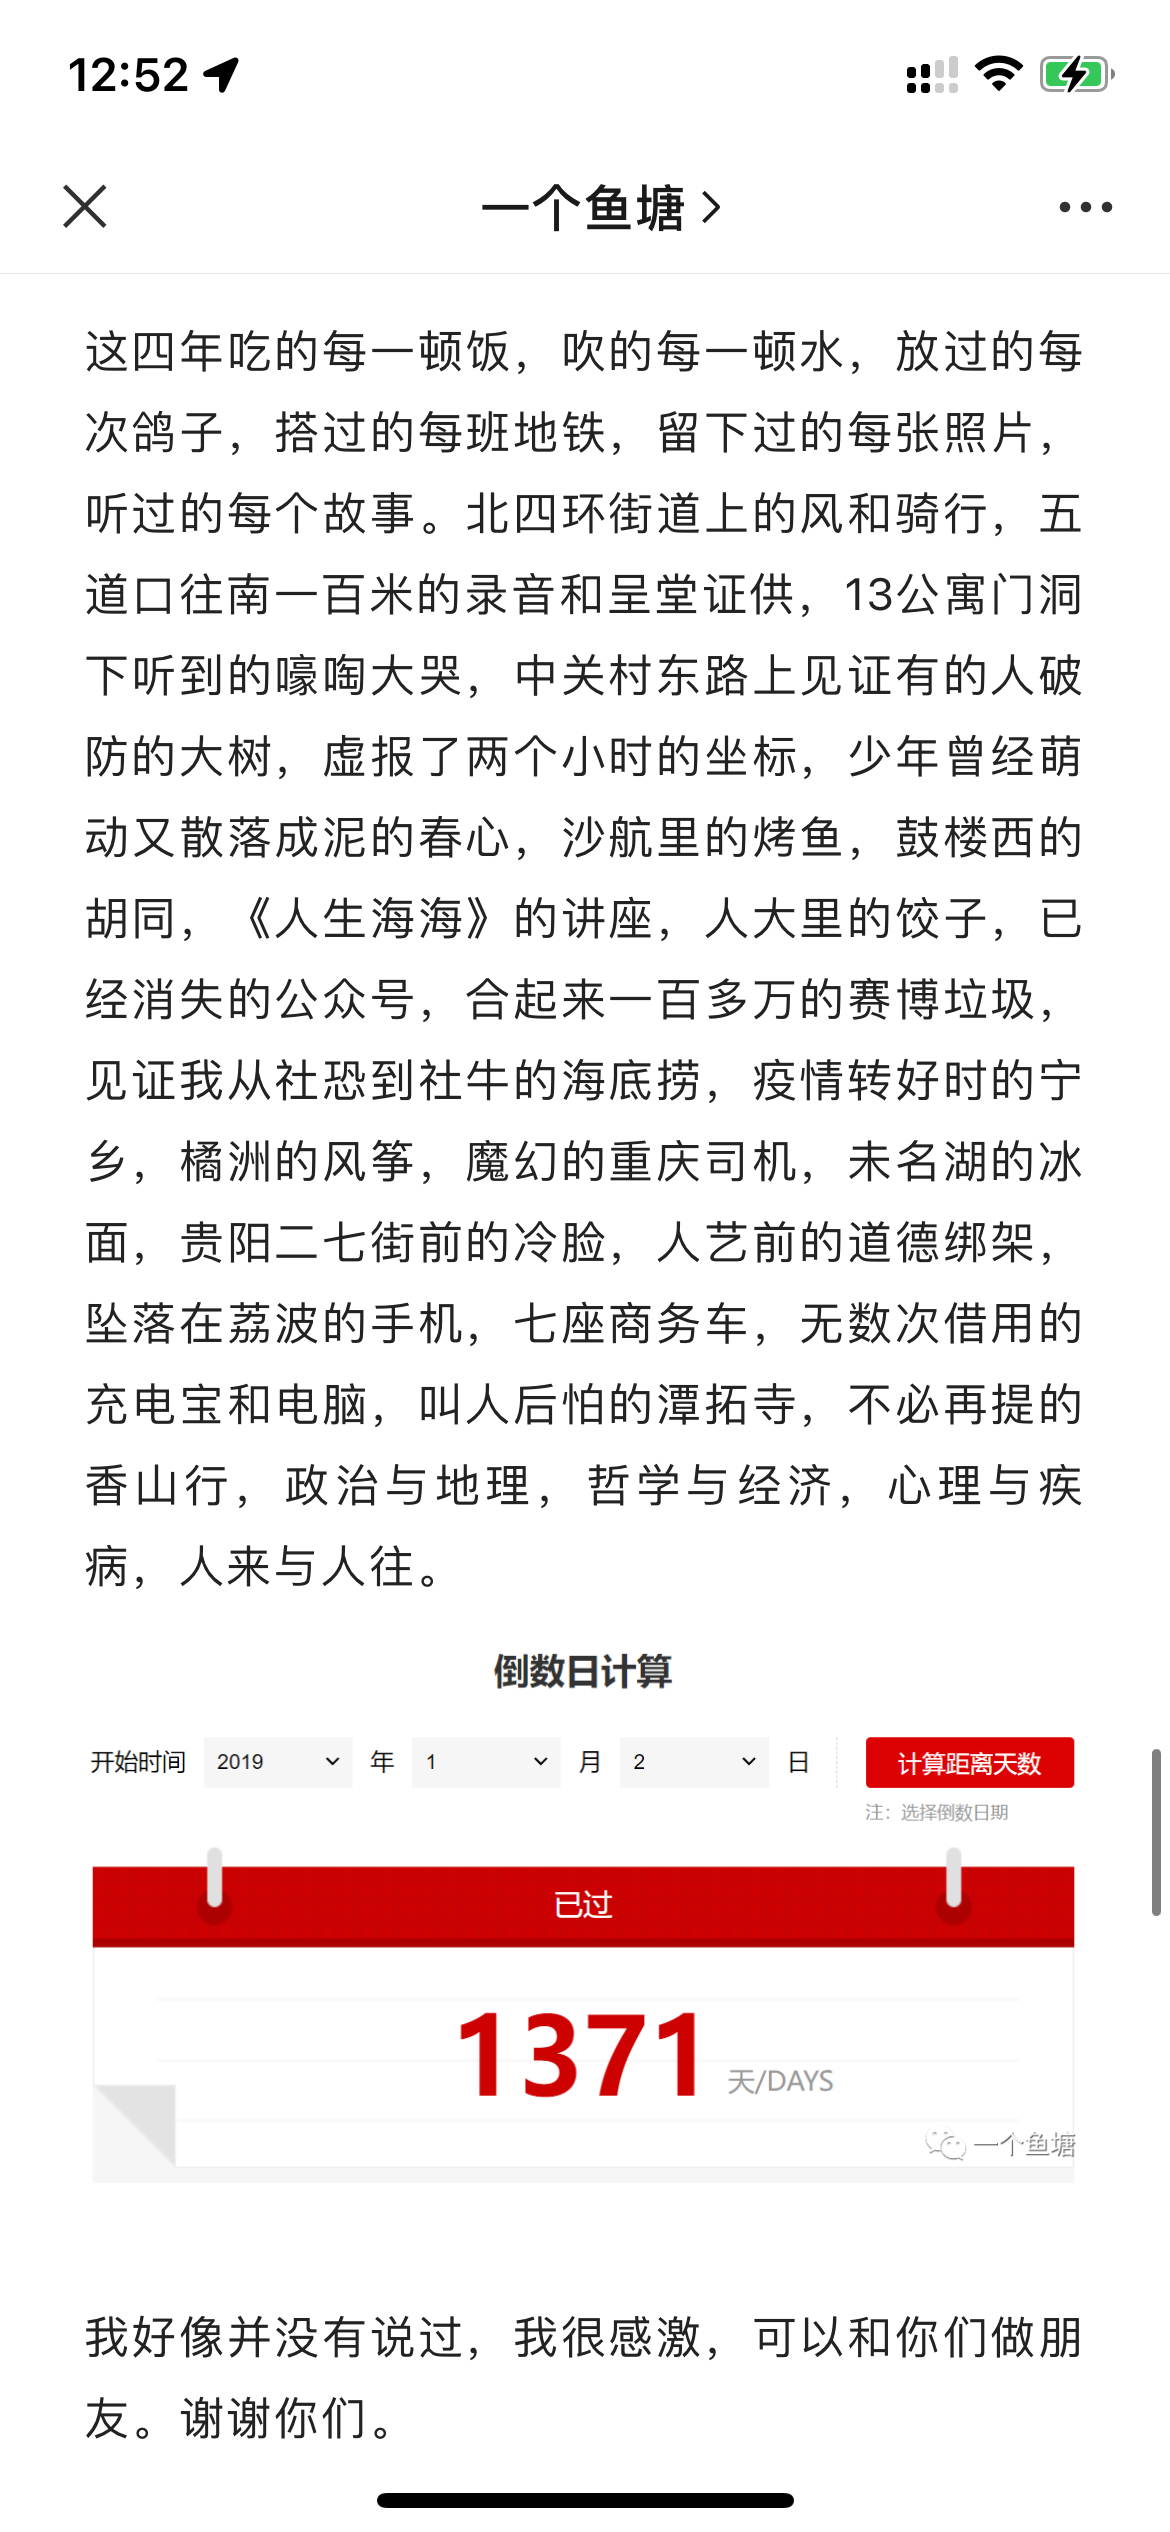 12:52
一个鱼塘
这四年吃的每一顿饭，吹的每一顿水，放过的每
次鸽子，搭过的每班地铁，留下过的每张照片，
听过的每个故事。北四环街道上的风和骑行，五
道口往南一百米的录音和呈堂证供，13公寓门洞
下听到的嚎啕大哭，中关村东路上见证有的人破
防的大树，虚报了两个小时的坐标，少年曾经萌
动又散落成泥的春心，沙航里的烤鱼，鼓楼西的
胡同，《人生海海》的讲座，人大里的饺子，已
经消失的公众号，合起来一百多万的赛博垃圾，
见证我从社恐到社牛的海底捞，疫情转好时的宁
乡，橘洲的风筝，魔幻的重庆司机，未名湖的冰
面，贵阳二七街前的冷脸，人艺前的道德绑架，
坠落在荔波的手机，七座商务车，无数次借用的
充电宝和电脑，叫人后怕的潭拓寺，不必再提的
香山行，政治与地理，哲学与经济，心理与疾
病，人来与人往。
倒数日计算
开始时间 2019 年 1 月 2 日 计算距离天数
注：选择倒数日期
已过
1371 天/DAYS
一个鱼塘
我好像并没有说过，我很感激，可以和你们做朋
友。谢谢你们。